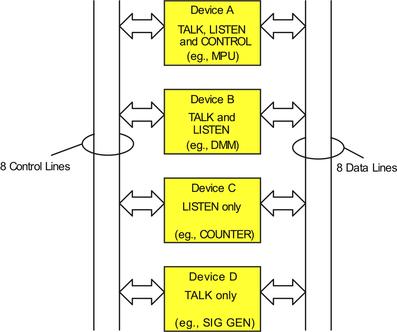 Device A
TALK, LISTEN
and CONTROL
(eg., MPU)
Device B
TALK and
LISTEN
(eg., DMM)
8 Control Lines
8 Data Lines
Device C
LISTEN only
(eg., COUNTER)
Device D
TALK only
(eg., SIG GEN)